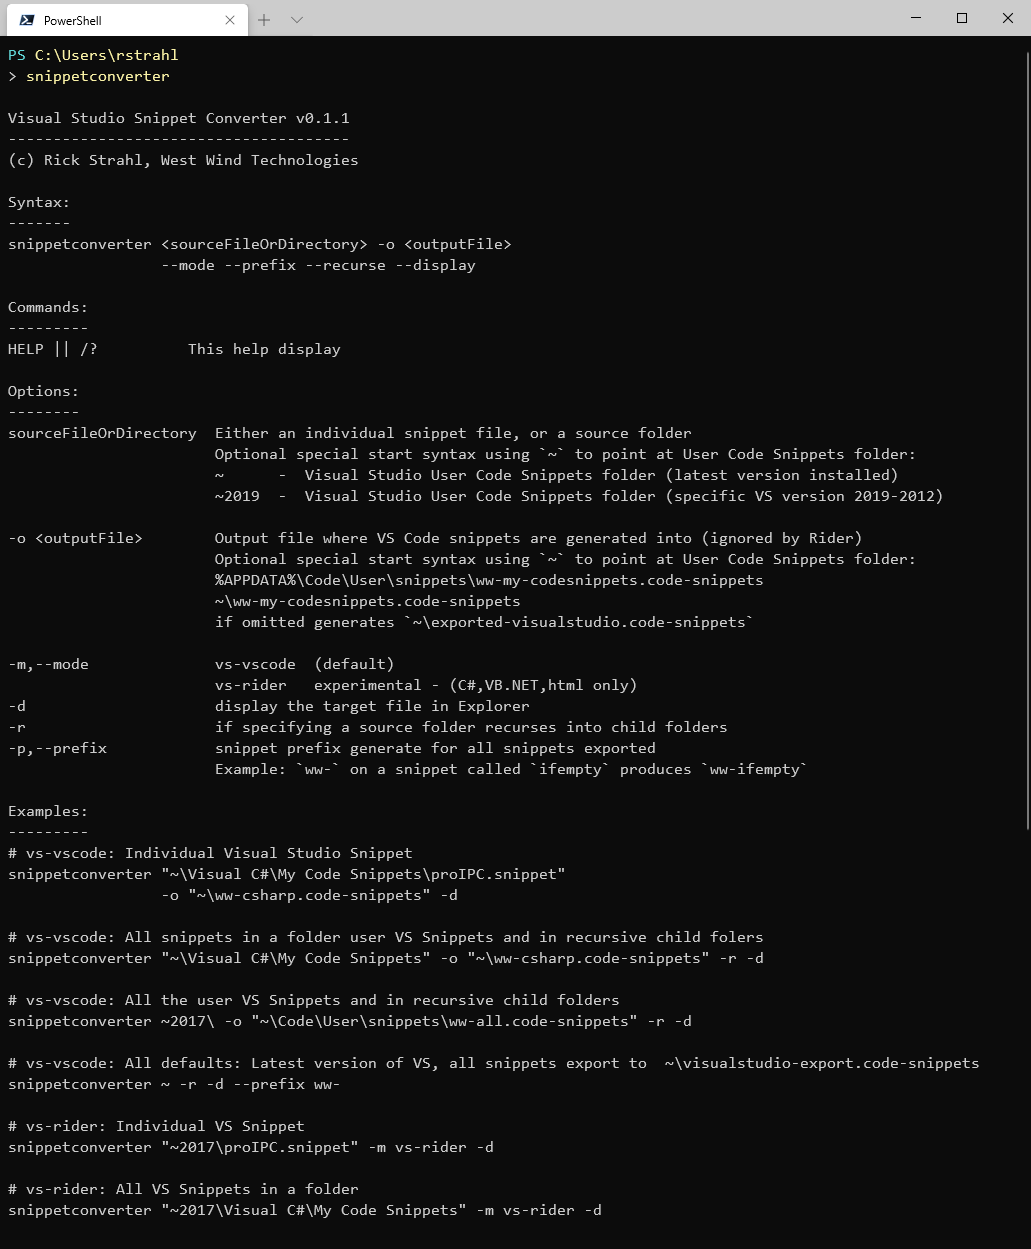 PowerShell
PS C:\Users\rstrahl
> snippetconverter
Visual Studio Snippet Converter v0.1.1
--------------------------------------
(c) Rick Strahl, West Wind Technologies
Syntax:
-------
snippetconverter <sourceFileOrDirectory> -o <outputFile>
                 --mode --prefix --recurse --display
Commands:
---------
HELP || /?          This help display
Options:
--------
sourceFileOrDirectory  Either an individual snippet file, or a source folder
                       Optional special start syntax using `~` to point at User Code Snippets folder:
                       ~      -  Visual Studio User Code Snippets folder (latest version installed)
                       ~2019  -  Visual Studio User Code Snippets folder (specific VS version 2019-2012)
-o <outputFile>        Output file where VS Code snippets are generated into (ignored by Rider)
                       Optional special start syntax using `~` to point at User Code Snippets folder:
                       %APPDATA%\Code\User\snippets\ww-my-codesnippets.code-snippets
                       ~\ww-my-codesnippets.code-snippets
                       if omitted generates `~\exported-visualstudio.code-snippets`
-m,--mode              vs-vscode  (default)
                       vs-rider   experimental - (C#,VB.NET,html only)
-d                     display the target file in Explorer
-r                     if specifying a source folder recurses into child folders
-p,--prefix            snippet prefix generate for all snippets exported
                       Example: `ww-` on a snippet called `ifempty` produces `ww-ifempty`
Examples:
---------
# vs-vscode: Individual Visual Studio Snippet
snippetconverter "~\Visual C#\My Code Snippets\proIPC.snippet"
                 -o "~\ww-csharp.code-snippets" -d
# vs-vscode: All snippets in a folder user VS Snippets and in recursive child folers
snippetconverter "~\Visual C#\My Code Snippets" -o "~\ww-csharp.code-snippets" -r -d
# vs-vscode: All the user VS Snippets and in recursive child folders
snippetconverter ~2017\ -o "~\Code\User\snippets\ww-all.code-snippets" -r -d
# vs-vscode: All defaults: Latest version of VS, all snippets export to  ~\visualstudio-export.code-snippets
snippetconverter ~ -r -d --prefix ww-
# vs-rider: Individual VS Snippet
snippetconverter "~2017\proIPC.snippet" -m vs-rider -d
# vs-rider: All VS Snippets in a folder
snippetconverter "~2017\Visual C#\My Code Snippets" -m vs-rider -d